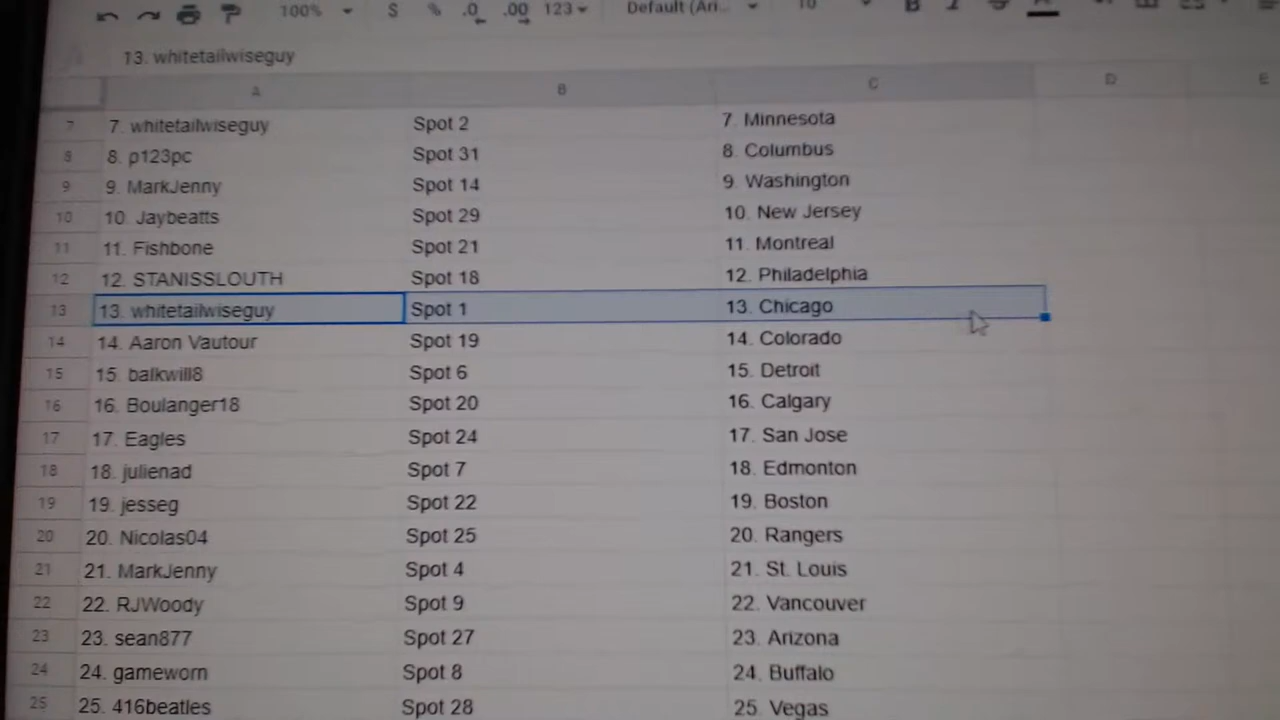 100% $ % .0 .00 123 Default (Ari... 10 B
13. whitetailwiseguy
A B C D E
7 7. whitetailwiseguy Spot 2 7. Minnesota
8 8. p123pc Spot 31 8. Columbus
9 9. MarkJenny Spot 14 9. Washington
10 10. Jaybeatts Spot 29 10. New Jersey
11 11. Fishbone Spot 21 11. Montreal
12 12. STANISSLOUTH Spot 18 12. Philadelphia
13 13. whitetailwiseguy Spot 1 13. Chicago
14 14. Aaron Vautour Spot 19 14. Colorado
15 15. balkwill8 Spot 6 15. Detroit
16 16. Boulanger18 Spot 20 16. Calgary
17 17. Eagles Spot 24 17. San Jose
18 18. julienad Spot 7 18. Edmonton
19 19. jesseg Spot 22 19. Boston
20 20. Nicolas04 Spot 25 20. Rangers
21 21. MarkJenny Spot 4 21. St. Louis
22 22. RJWoody Spot 9 22. Vancouver
23 23. sean877 Spot 27 23. Arizona
24 24. gameworn Spot 8 24. Buffalo
25 25. 416beatles Spot 28 25. Vegas